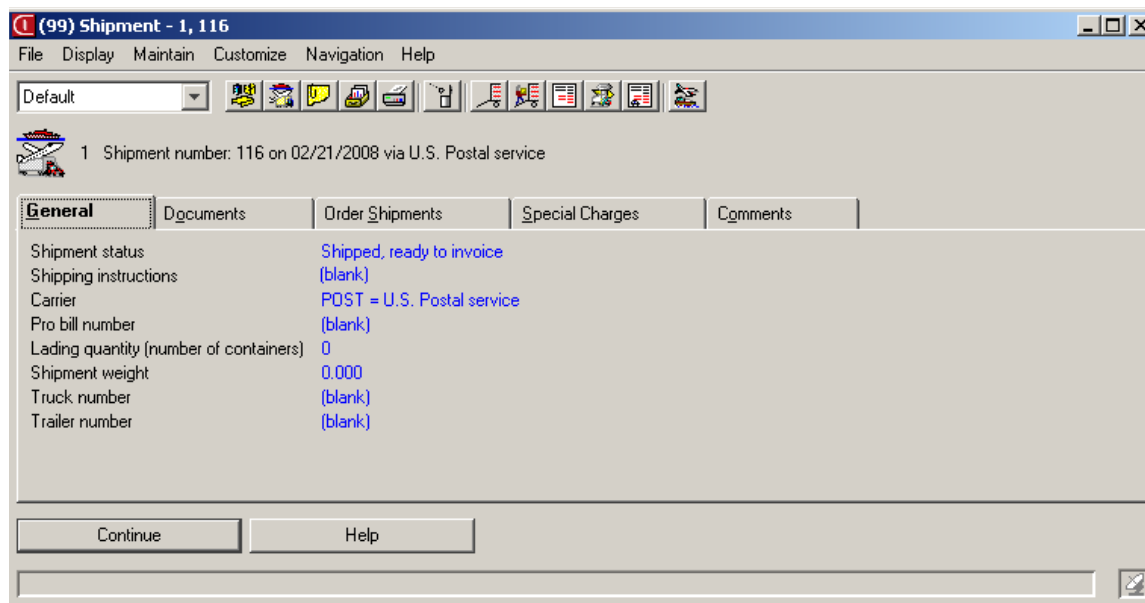 (99) Shipment - 1, 116
File Display Maintain Customize Navigation Help
Default
1 Shipment number: 116 on 02/21/2008 via U.S. Postal service
General Documents Order Shipments Special Charges Comments
Shipment status Shipped, ready to invoice
Shipping instructions (blank)
Carrier POST = U.S. Postal service
Pro bill number (blank)
Lading quantity (number of containers) 0
Shipment weight 0.000
Truck number (blank)
Trailer number (blank)
Continue Help